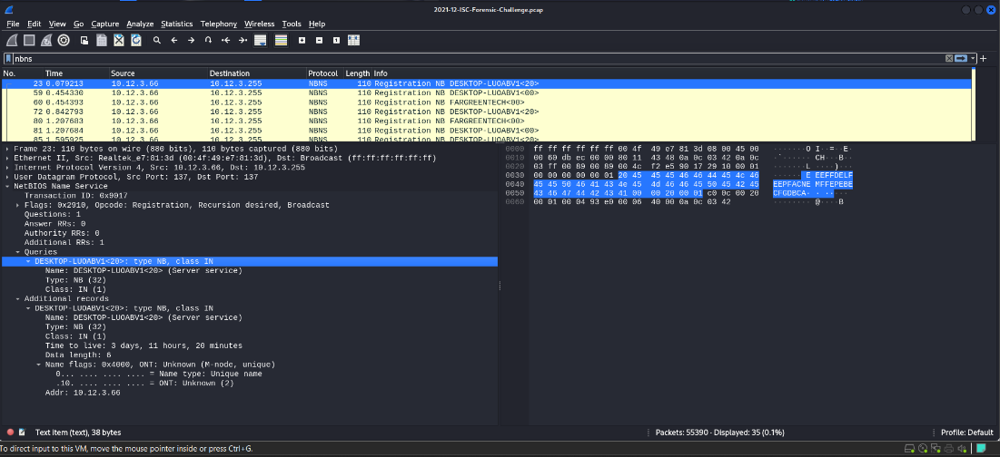 2021-12-ISC-Forensic-Challenge.pcap
File Edit View Go Capture Analyze Statistics Telephony Wireless Tools Help
nbns
No. Time Source Destination Protocol Length Info
23 0.079213 10.12.3.66 10.12.3.255 NBNS 110 Registration NB DESKTOP-LUOABV1<20>
59 0.454330 10.12.3.66 10.12.3.255 NBNS 110 Registration NB DESKTOP-LUOABV1<00>
60 0.454393 10.12.3.66 10.12.3.255 NBNS 110 Registration NB FARGREENTECH<00>
72 0.842793 10.12.3.66 10.12.3.255 NBNS 110 Registration NB DESKTOP-LUOABV1<20>
80 1.207683 10.12.3.66 10.12.3.255 NBNS 110 Registration NB FARGREENTECH<00>
81 1.207684 10.12.3.66 10.12.3.255 NBNS 110 Registration NB DESKTOP-LUOABV1<00>
85 1.595925 10.12.3.66 10.12.3.255 NBNS 110 Registration NB DESKTOP-LUOABV1<20>
Frame 23: 110 bytes on wire (880 bits), 110 bytes captured (880 bits)
Ethernet II, Src: Realtek_e7:81:3d (00:4f:49:e7:81:3d), Dst: Broadcast (ff:ff:ff:ff:ff:ff)
Internet Protocol Version 4, Src: 10.12.3.66, Dst: 10.12.3.255
User Datagram Protocol, Src Port: 137, Dst Port: 137
NetBIOS Name Service
Transaction ID: 0x9017
Flags: 0x2910, Opcode: Registration, Recursion desired, Broadcast
Questions: 1
Answer RRs: 0
Authority RRs: 0
Additional RRs: 1
Queries
DESKTOP-LUOABV1<20>: type NB, class IN
Name: DESKTOP-LUOABV1<20> (Server service)
Type: NB (32)
Class: IN (1)
Additional records
DESKTOP-LUOABV1<20>: type NB, class IN
Name: DESKTOP-LUOABV1<20> (Server service)
Type: NB (32)
Class: IN (1)
Time to live: 3 days, 11 hours, 20 minutes
Data length: 6
Name flags: 0x4000, ONT: Unknown (M-node, unique)
0... .... .... .... = Name type: Unique name
.10. .... .... .... = ONT: Unknown (2)
Addr: 10.12.3.66
0000 ff ff ff ff ff ff 00 4f 49 e7 81 3d 08 00 45 00 ·······O I··=··E·
0010 00 60 db ec 00 00 80 11 43 48 0a 0c 03 42 0a 0c ·`······ CH···B··
0020 03 ff 00 89 00 89 00 4c f2 e5 90 17 29 10 00 01 ·······L ····)···
0030 00 00 00 00 00 01 20 45 45 45 46 46 44 45 4c 46 ······ E EEFFDELF
0040 45 45 50 46 41 43 4e 45 4d 46 46 45 50 45 42 45 EEPFACNE MFFEPEBE
0050 43 46 47 44 42 43 41 00 00 20 00 01 c0 0c 00 20 CFGDBCA· · ·····
0060 00 01 00 04 93 e0 00 06 40 00 0a 0c 03 42 ········ @····B
Text item (text), 38 bytes
Packets: 55390 · Displayed: 35 (0.1%)
Profile: Default
To direct input to this VM, move the mouse pointer inside or press Ctrl+G.